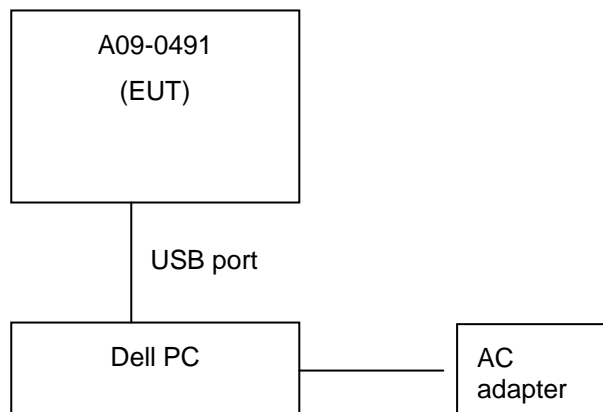 A09-0491
(EUT)
USB port
Dell PC
AC
adapter